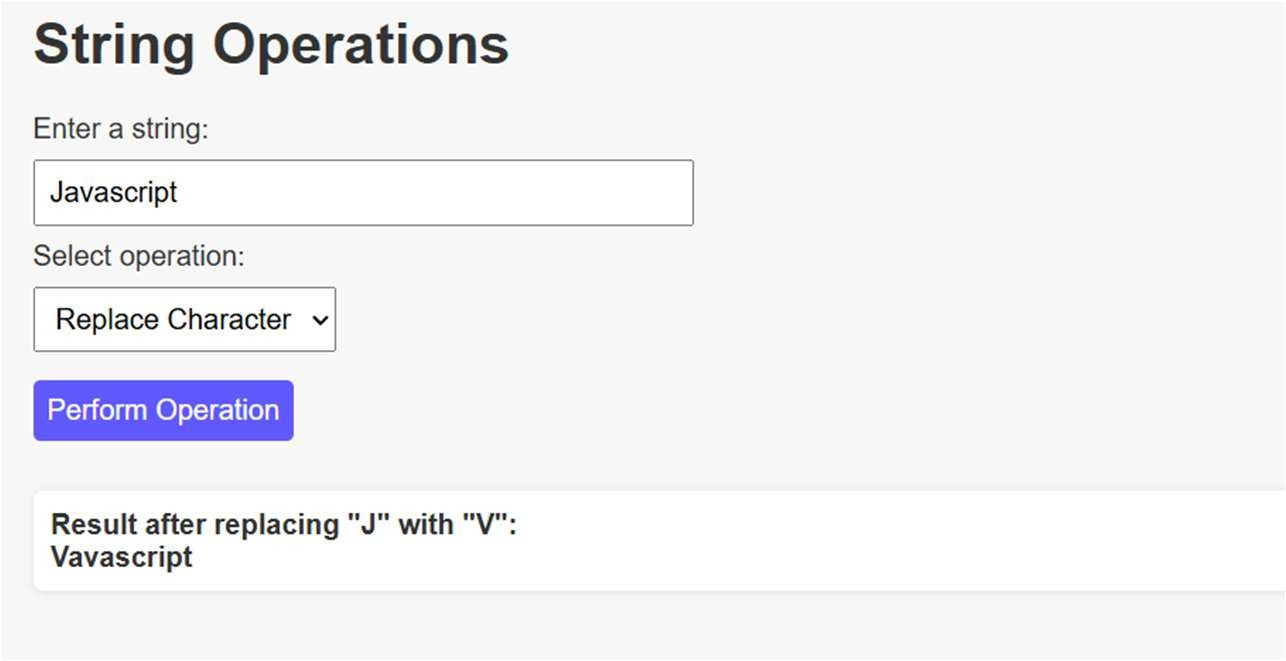 String Operations
Enter a string:
Javascript
Select operation:
Replace Character
Perform Operation
Result after replacing "J" with "V":
Vavascript